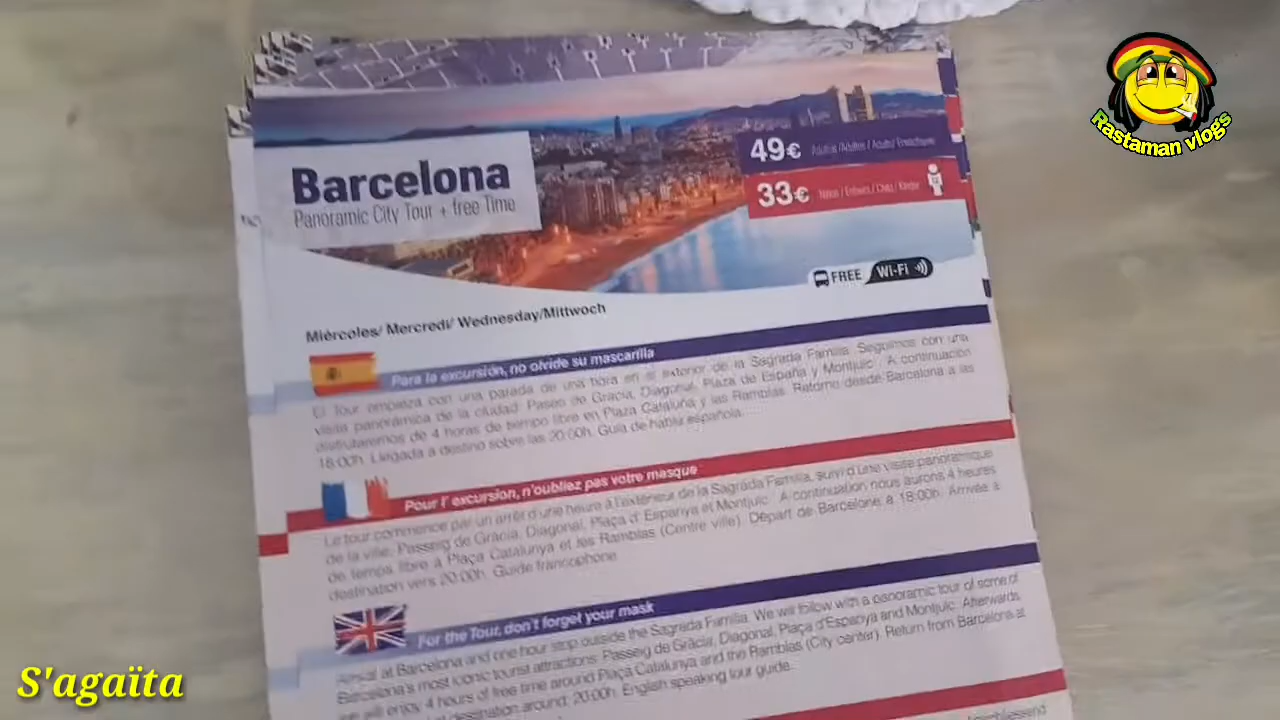 Rastaman vlogs
Barcelona
Panoramic City Tour + free Time
49€
33€
FREE Wi-Fi
Miércoles/ Mercredi/ Wednesday/Mittwoch
Para la excursión, no olvide su mascarilla
El Tour empieza con una parada de una hora en el exterior de la Sagrada Familia. Seguimos con una
visita panorámica de la ciudad: Paseo de Gracia, Diagonal, Plaza de España y Montjuic. A continuación
disfrutaremos de 4 horas de tiempo libre en Plaza Cataluña y las Ramblas. Retorno desde Barcelona a las
18:00h. Llegada a destino sobre las 20:00h. Guía de habla española.
Pour l' excursion, n'oubliez pas votre masque
Le tour commence par un arrêt d'une heure à l'extérieur de la Sagrada Familia, suivi d'une visite panoramique
de la ville: Passeig de Gràcia, Diagonal, Plaça d' Espanya et Montjuic. A continuation nous aurons 4 heures
de temps libre à Plaça Catalunya et les Ramblas (Centre ville). Départ de Barcelone à 18:00h. Arrivée à
destination vers 20:00h. Guide francophone.
For the Tour, don't forget your mask
Arrival at Barcelona and one hour stop outside the Sagrada Familia. We will follow with a panoramic tour of some of
Barcelona's most iconic tourist attractions: Passeig de Gràcia, Diagonal, Plaça d'Espanya and Montjuic. Afterwards
we will enjoy 4 hours of free time around Plaça Catalunya and the Ramblas (City center). Return from Barcelona at
destination around: 20:00h. English speaking tour guide.
S'agaïta